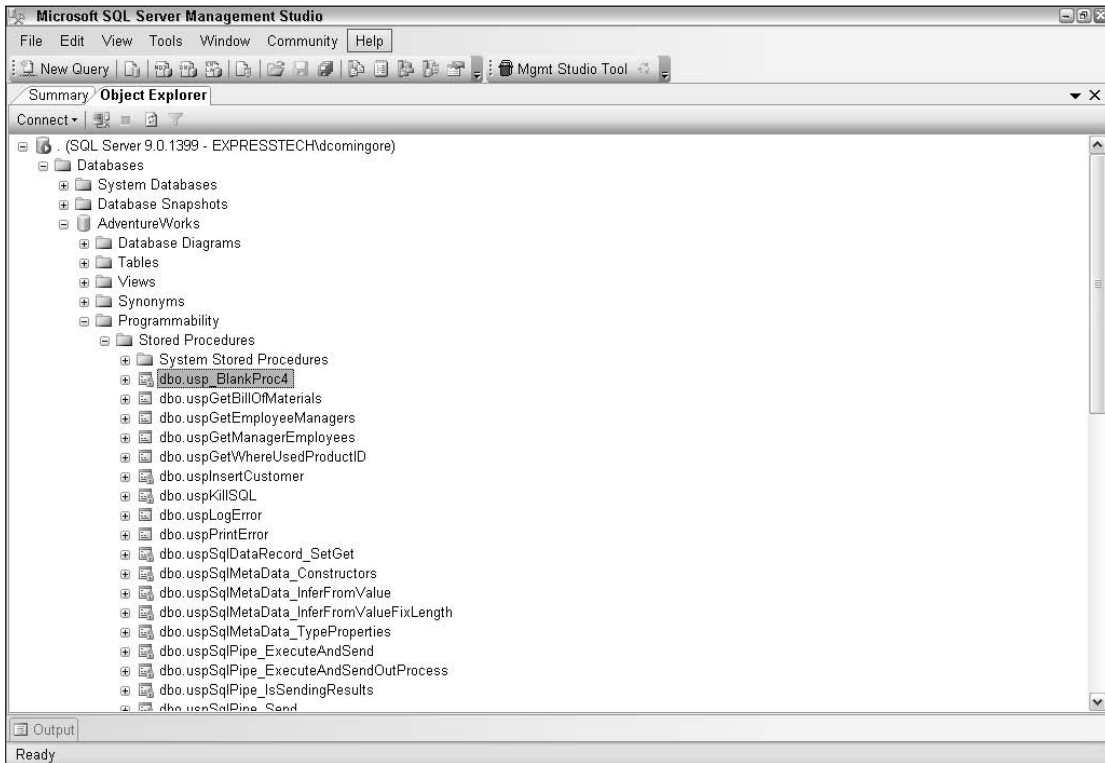 Microsoft SQL Server Management Studio
File Edit View Tools Window Community Help
New Query Mgmt Studio Tool
Summary Object Explorer
Connect
. (SQL Server 9.0.1399 - EXPRESSTECH\dcomingore)
Databases
System Databases
Database Snapshots
AdventureWorks
Database Diagrams
Tables
Views
Synonyms
Programmability
Stored Procedures
System Stored Procedures
dbo.usp_BlankProc4
dbo.uspGetBillOfMaterials
dbo.uspGetEmployeeManagers
dbo.uspGetManagerEmployees
dbo.uspGetWhereUsedProductID
dbo.uspInsertCustomer
dbo.uspKillSQL
dbo.uspLogError
dbo.uspPrintError
dbo.uspSqlDataRecord_SetGet
dbo.uspSqlMetaData_Constructors
dbo.uspSqlMetaData_InferFromValue
dbo.uspSqlMetaData_InferFromValueFixLength
dbo.uspSqlMetaData_TypeProperties
dbo.uspSqlPipe_ExecuteAndSend
dbo.uspSqlPipe_ExecuteAndSendOutProcess
dbo.uspSqlPipe_IsSendingResults
dbo.uspSqlPipe_Send
Output
Ready